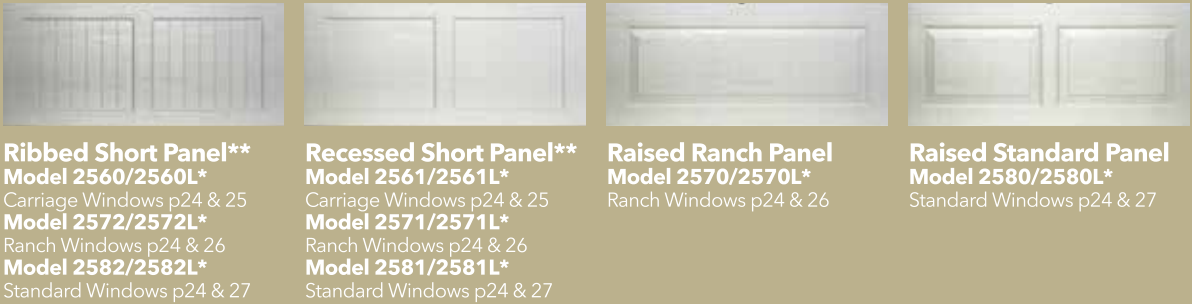 Ribbed Short Panel**
Model 2560/2560L*
Carriage Windows p24 & 25
Model 2572/2572L*
Ranch Windows p24 & 26
Model 2582/2582L*
Standard Windows p24 & 27
Recessed Short Panel**
Model 2561/2561L*
Carriage Windows p24 & 25
Model 2571/2571L*
Ranch Windows p24 & 26
Model 2581/2581L*
Standard Windows p24 & 27
Raised Ranch Panel
Model 2570/2570L*
Ranch Windows p24 & 26
Raised Standard Panel
Model 2580/2580L*
Standard Windows p24 & 27